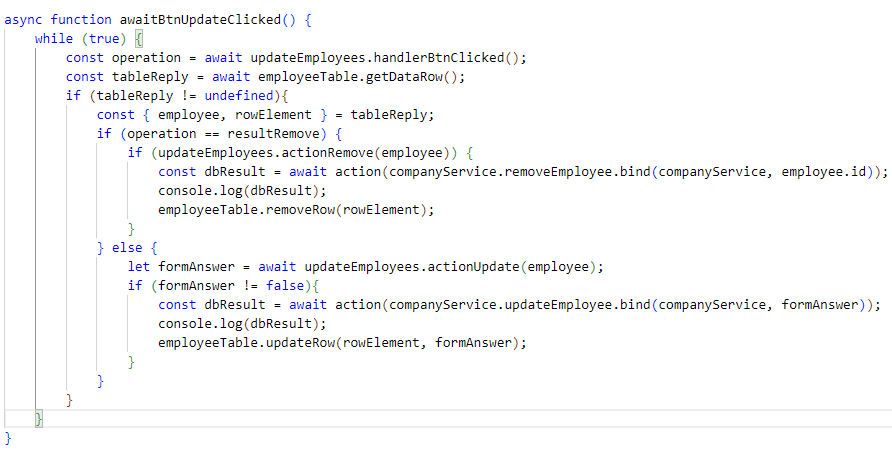 async function awaitBtnUpdateClicked() {
    while (true) {
        const operation = await updateEmployees.handlerBtnClicked();
        const tableReply = await employeeTable.getDataRow();
        if (tableReply != undefined){
            const { employee, rowElement } = tableReply;
            if (operation == resultRemove) {
                if (updateEmployees.actionRemove(employee)) {
                    const dbResult = await action(companyService.removeEmployee.bind(companyService, employee.id));
                    console.log(dbResult);
                    employeeTable.removeRow(rowElement);
                }
            } else {
                let formAnswer = await updateEmployees.actionUpdate(employee);
                if (formAnswer != false){
                    const dbResult = await action(companyService.updateEmployee.bind(companyService, formAnswer));
                    console.log(dbResult);
                    employeeTable.updateRow(rowElement, formAnswer);
                }
            }
        }
    }
}